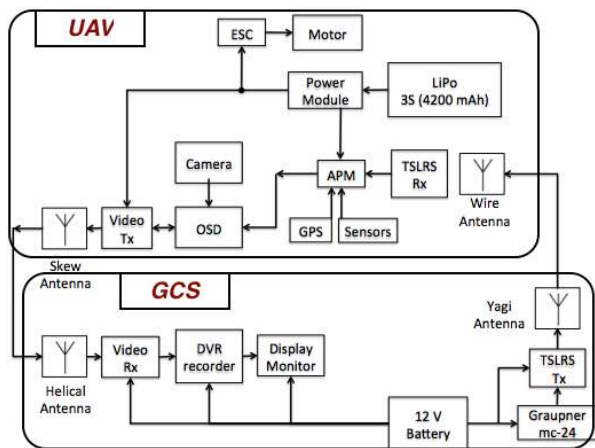 UAV
ESC
Motor
Power
Module
LiPo
3S (4200 mAh)
Camera
APM
TSLRS
Rx
Wire
Antenna
Video
Tx
OSD
GPS
Sensors
Skew
Antenna
GCS
Yagi
Antenna
Helical
Antenna
Video
Rx
DVR
recorder
Display
Monitor
TSLRS
Tx
12 V
Battery
Graupner
mc-24